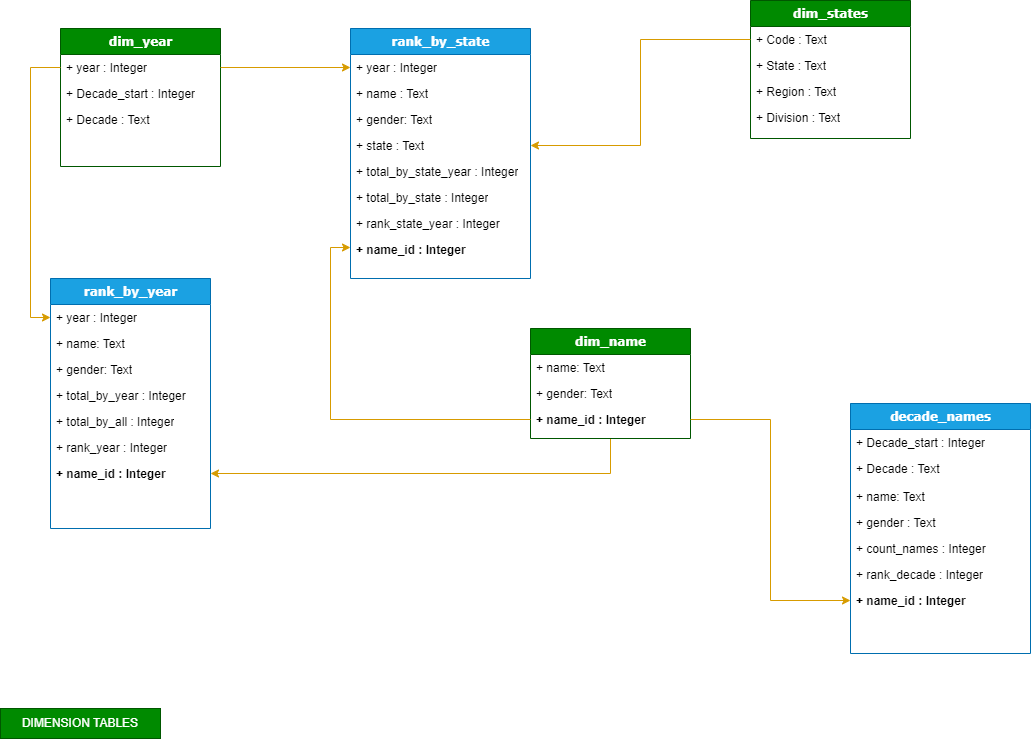 dim_year
+ year : Integer
+ Decade_start : Integer
+ Decade : Text
rank_by_state
+ year : Integer
+ name : Text
+ gender: Text
+ state : Text
+ total_by_state_year : Integer
+ total_by_state : Integer
+ rank_state_year : Integer
+ name_id : Integer
dim_states
+ Code : Text
+ State : Text
+ Region : Text
+ Division : Text
rank_by_year
+ year : Integer
+ name: Text
+ gender: Text
+ total_by_year : Integer
+ total_by_all : Integer
+ rank_year : Integer
+ name_id : Integer
dim_name
+ name: Text
+ gender: Text
+ name_id : Integer
decade_names
+ Decade_start : Integer
+ Decade : Text
+ name: Text
+ gender : Text
+ count_names : Integer
+ rank_decade : Integer
+ name_id : Integer
DIMENSION TABLES